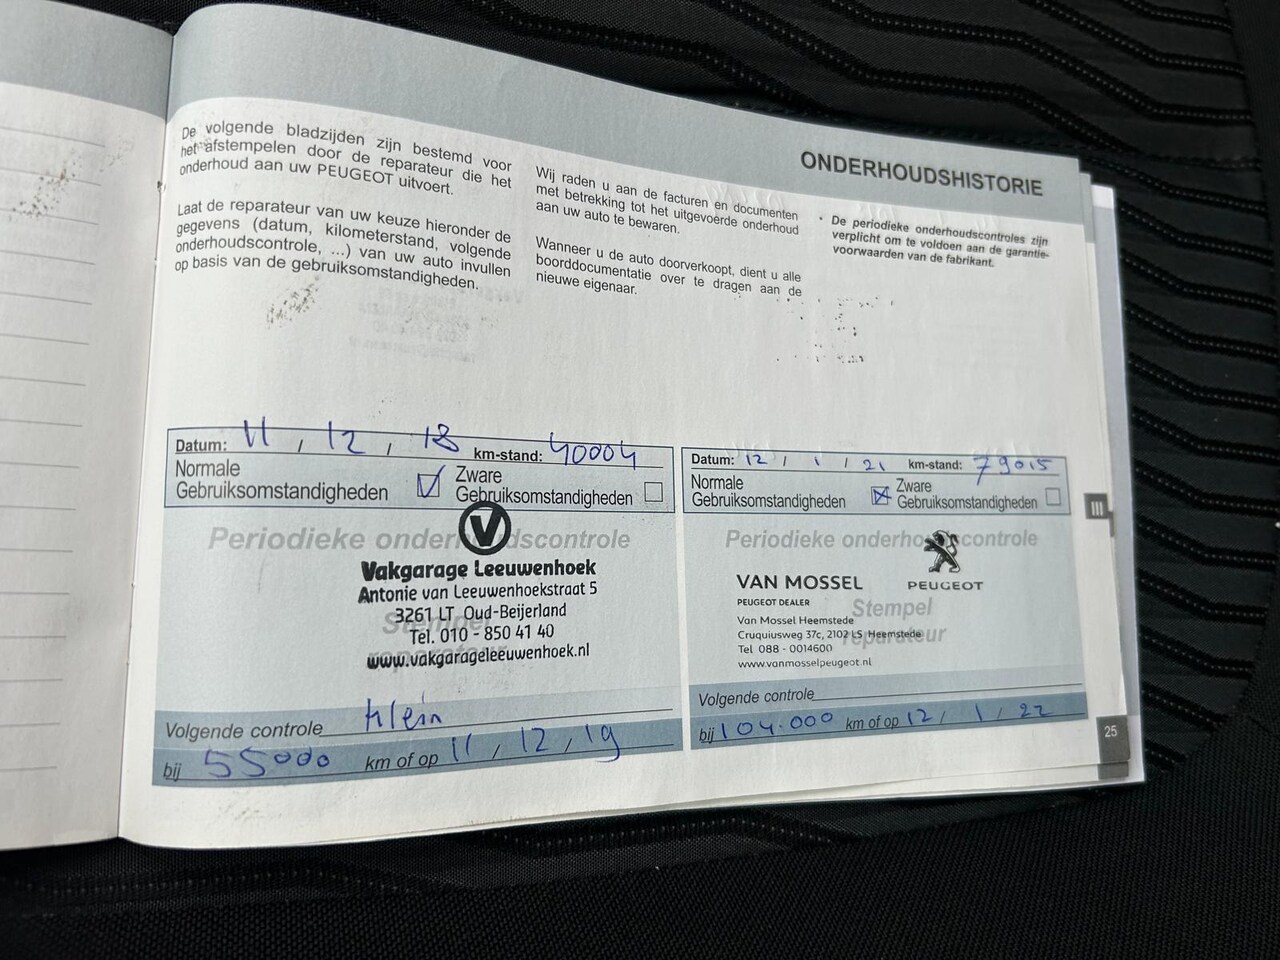 ONDERHOUDSHISTORIE
De volgende bladzijden zijn bestemd voor
het afstempelen door de reparateur die het
onderhoud aan uw PEUGEOT uitvoert.
Laat de reparateur van uw keuze hieronder de
gegevens (datum, kilometerstand, volgende
onderhoudscontrole, ...) van uw auto invullen
op basis van de gebruiksomstandigheden.
Wij raden u aan de facturen en documenten
met betrekking tot het uitgevoerde onderhoud
aan uw auto te bewaren.
Wanneer u de auto doorverkoopt, dient u alle
boorddocumentatie over te dragen aan de
nieuwe eigenaar.
• De periodieke onderhoudscontroles zijn
verplicht om te voldoen aan de garantie-
voorwaarden van de fabrikant.
Datum: 11 / 12 / 18 km-stand: 40004
Normale
Gebruiksomstandigheden
Zware
Gebruiksomstandigheden
Periodieke onderhoudscontrole
V
Vakgarage Leeuwenhoek
Antonie van Leeuwenhoekstraat 5
3261 LT Oud-Beijerland
Stempel
Tel. 010 - 850 41 40
reparateur
www.vakgarageleeuwenhoek.nl
Volgende controle Klein
bij 55000 km of op 11 / 12 / 19
Datum: 12 / 1 / 21 km-stand: 79015
Normale
Gebruiksomstandigheden
Zware
Gebruiksomstandigheden
Periodieke onderhoudscontrole
VAN MOSSEL
PEUGEOT
PEUGEOT DEALER
Stempel
Van Mossel Heemstede
Cruquiusweg 37c, 2102 LS Heemstede
reparateur
Tel 088 - 0014600
www.vanmosselpeugeot.nl
Volgende controle
bij 104.000 km of op 12 / 1 / 22
III
25